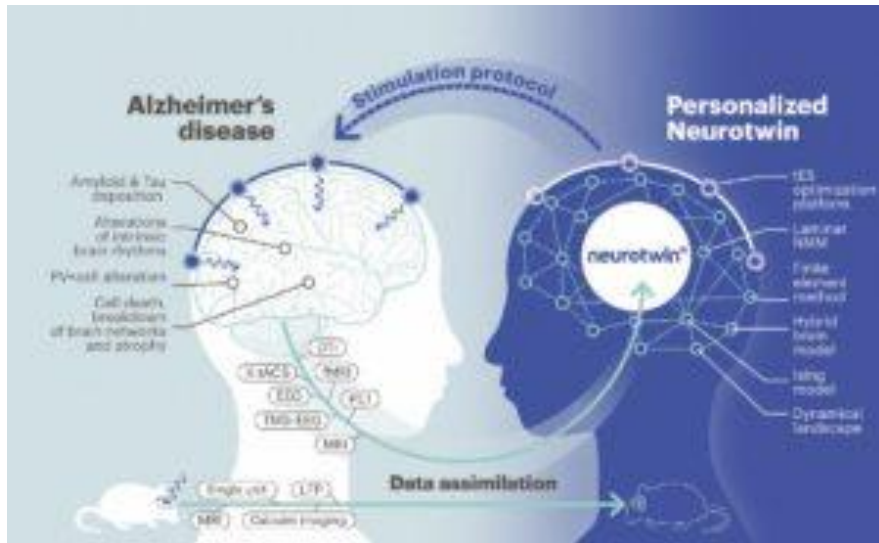 Stimulation protocol
Alzheimer's
disease
Personalized
Neurotwin
Amyloid & Tau
deposition
Alterations
of intrinsic
brain rhythms
PV+cell alteration
Cell death,
breakdown
of brain networks
and atrophy
tES
optimization
platform
Laminar
NMM
Finite
element
method
Hybrid
brain model
Ising
model
Dynamical
landscape
neurotwin
fMRI
EEG
PET
TMS-EEG
MRI
Data assimilation
Single unit
LTP
MRI
Calcium imaging